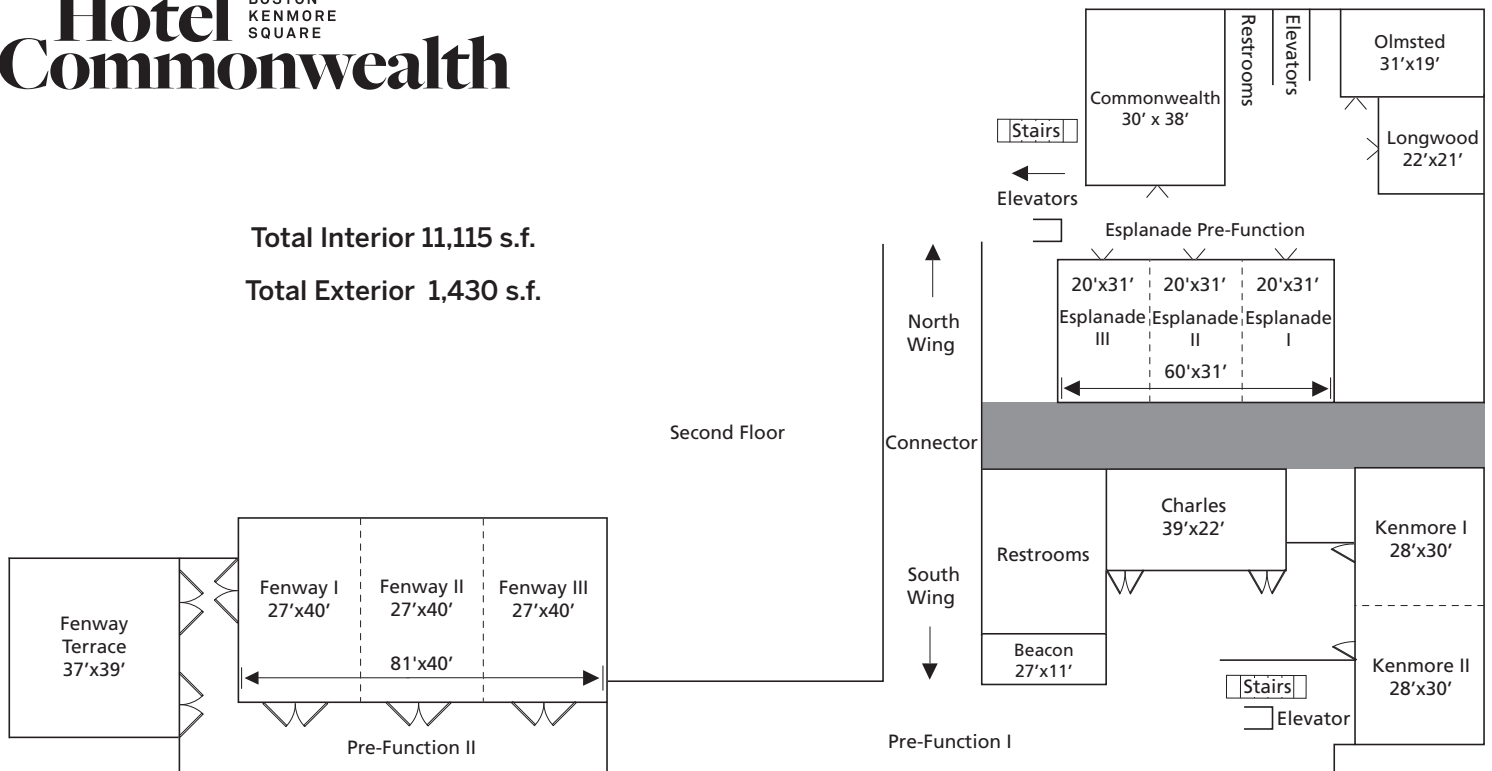 Hotel
BOSTON
KENMORE
SQUARE
Commonwealth
Total Interior 11,115 s.f.
Total Exterior 1,430 s.f.
Second Floor
Stairs
Elevators
Commonwealth
30’ x 38’
Restrooms
Elevators
Olmsted
31’x19’
Longwood
22’x21’
Esplanade Pre-Function
20'x31’
Esplanade
III
20'x31’
Esplanade
II
20'x31’
Esplanade
I
60'x31’
North
Wing
Connector
South
Wing
Restrooms
Beacon
27’x11’
Charles
39’x22’
Kenmore I
28’x30’
Kenmore II
28’x30’
Stairs
Elevator
Pre-Function I
Fenway
Terrace
37’x39’
Fenway I
27’x40’
Fenway II
27’x40’
Fenway III
27’x40’
81'x40’
Pre-Function II